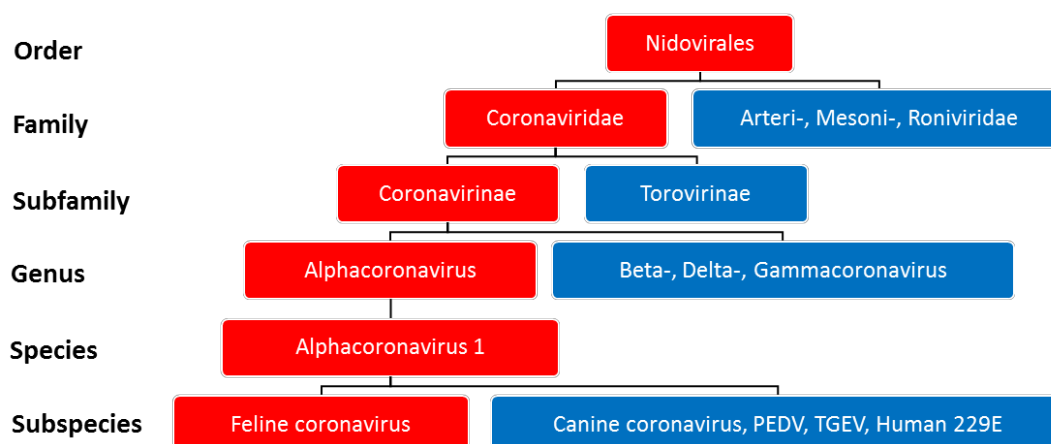 Order
Nidovirales
Family
Coronaviridae
Arteri-, Mesoni-, Roniviridae
Subfamily
Coronavirinae
Torovirinae
Genus
Alphacoronavirus
Beta-, Delta-, Gammacoronavirus
Species
Alphacoronavirus 1
Subspecies
Feline coronavirus
Canine coronavirus, PEDV, TGEV, Human 229E